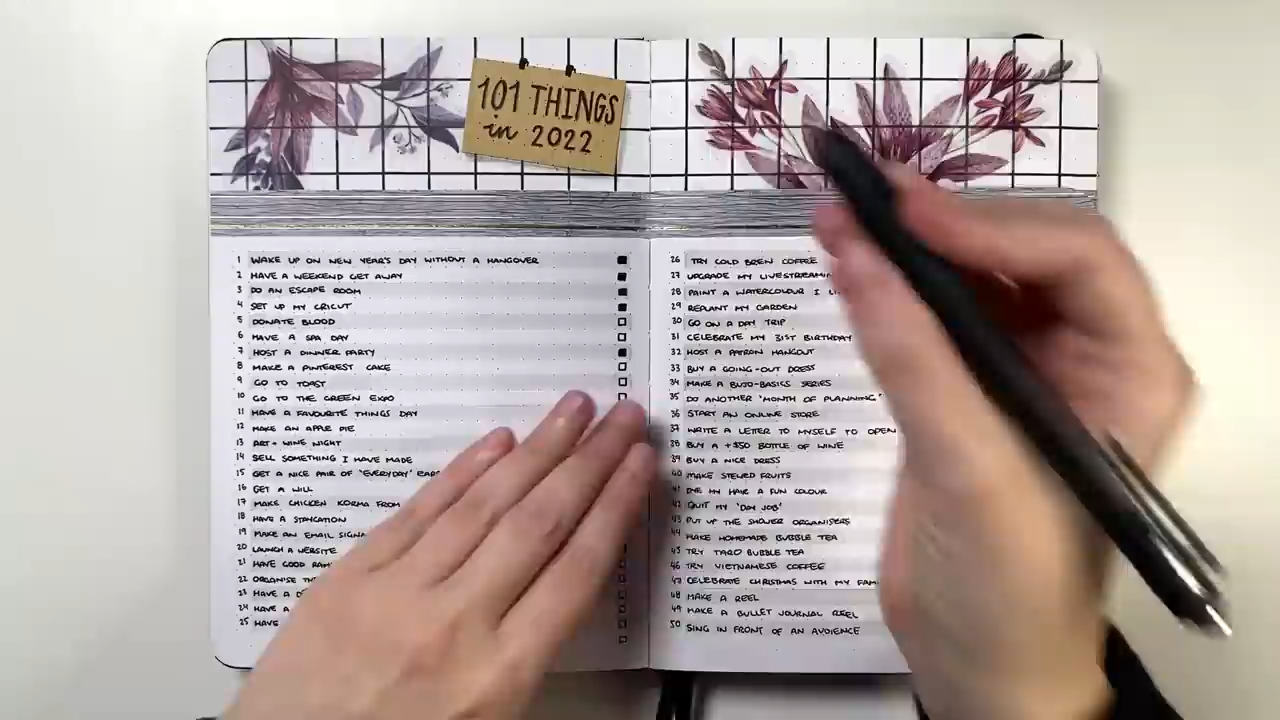 101 THINGS
in 2022
1 WAKE UP ON NEW YEAR'S DAY WITHOUT A HANGOVER
2 HAVE A WEEKEND GET AWAY
3 DO AN ESCAPE ROOM
4 SET UP MY CRICUT
5 DONATE BLOOD
6 HAVE A SPA DAY
7 HOST A DINNER PARTY
8 MAKE A PINTEREST CAKE
9 GO TO TOAST
10 GO TO THE GREEN EXPO
11 HAVE A FAVOURITE THINGS DAY
12 MAKE AN APPLE PIE
13 ART + WINE NIGHT
14 SELL SOMETHING I HAVE MADE
15 GET A NICE PAIR OF 'EVERYDAY'
16 GET A WILL
17 MAKE CHICKEN KORMA FROM
18 HAVE A STAYCATION
19 MAKE AN EMAIL
20 LAUNCH A WEBSITE
21 HAVE GOOD
22 ORGANISE
23 HAVE A
24 HAVE A
25 HAVE
26 TRY COLD BREW COFFEE
27 UPGRADE MY
28 PAINT A WATERCOLOUR I
29 REPLANT MY GARDEN
30 GO ON A DAY TRIP
31 CELEBRATE MY 31ST BIRTHDAY
32 HOST A PATRON HANGOUT
33 BUY A GOING-OUT DRESS
34 MAKE A BUJO-BASICS SERIES
35 DO ANOTHER 'MONTH OF PLANNING'
36 START AN ONLINE STORE
37 WRITE A LETTER TO MYSELF TO OPEN
38 BUY A +$50 BOTTLE OF WINE
39 BUY A NICE DRESS
40 MAKE STEWED FRUITS
41 DYE MY HAIR A FUN COLOUR
42 QUIT MY 'DAY JOB'
43 PUT UP THE SHOWER ORGANISERS
44 MAKE HOMEMADE BUBBLE TEA
45 TRY TARO BUBBLE TEA
46 TRY VIETNAMESE COFFEE
47 CELEBRATE CHRISTMAS WITH MY
48 MAKE A REEL
49 MAKE A BULLET JOURNAL REEL
50 SING IN FRONT OF AN AUDIENCE